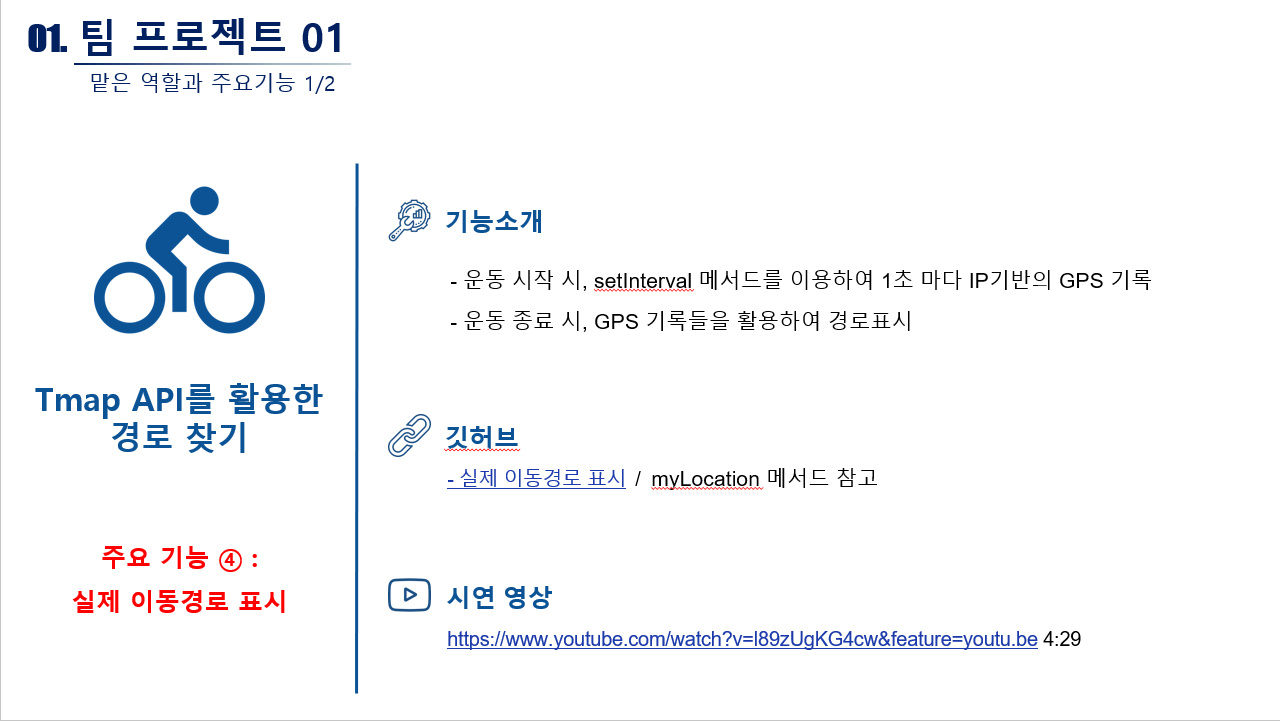 01. 팀 프로젝트 01
맡은 역할과 주요기능 1/2
Tmap API를 활용한
경로 찾기
주요 기능 ④ :
실제 이동경로 표시
기능소개
- 운동 시작 시, setInterval 메서드를 이용하여 1초 마다 IP기반의 GPS 기록
- 운동 종료 시, GPS 기록들을 활용하여 경로표시
깃허브
- 실제 이동경로 표시 / myLocation 메서드 참고
시연 영상
https://www.youtube.com/watch?v=l89zUgKG4cw&feature=youtu.be 4:29